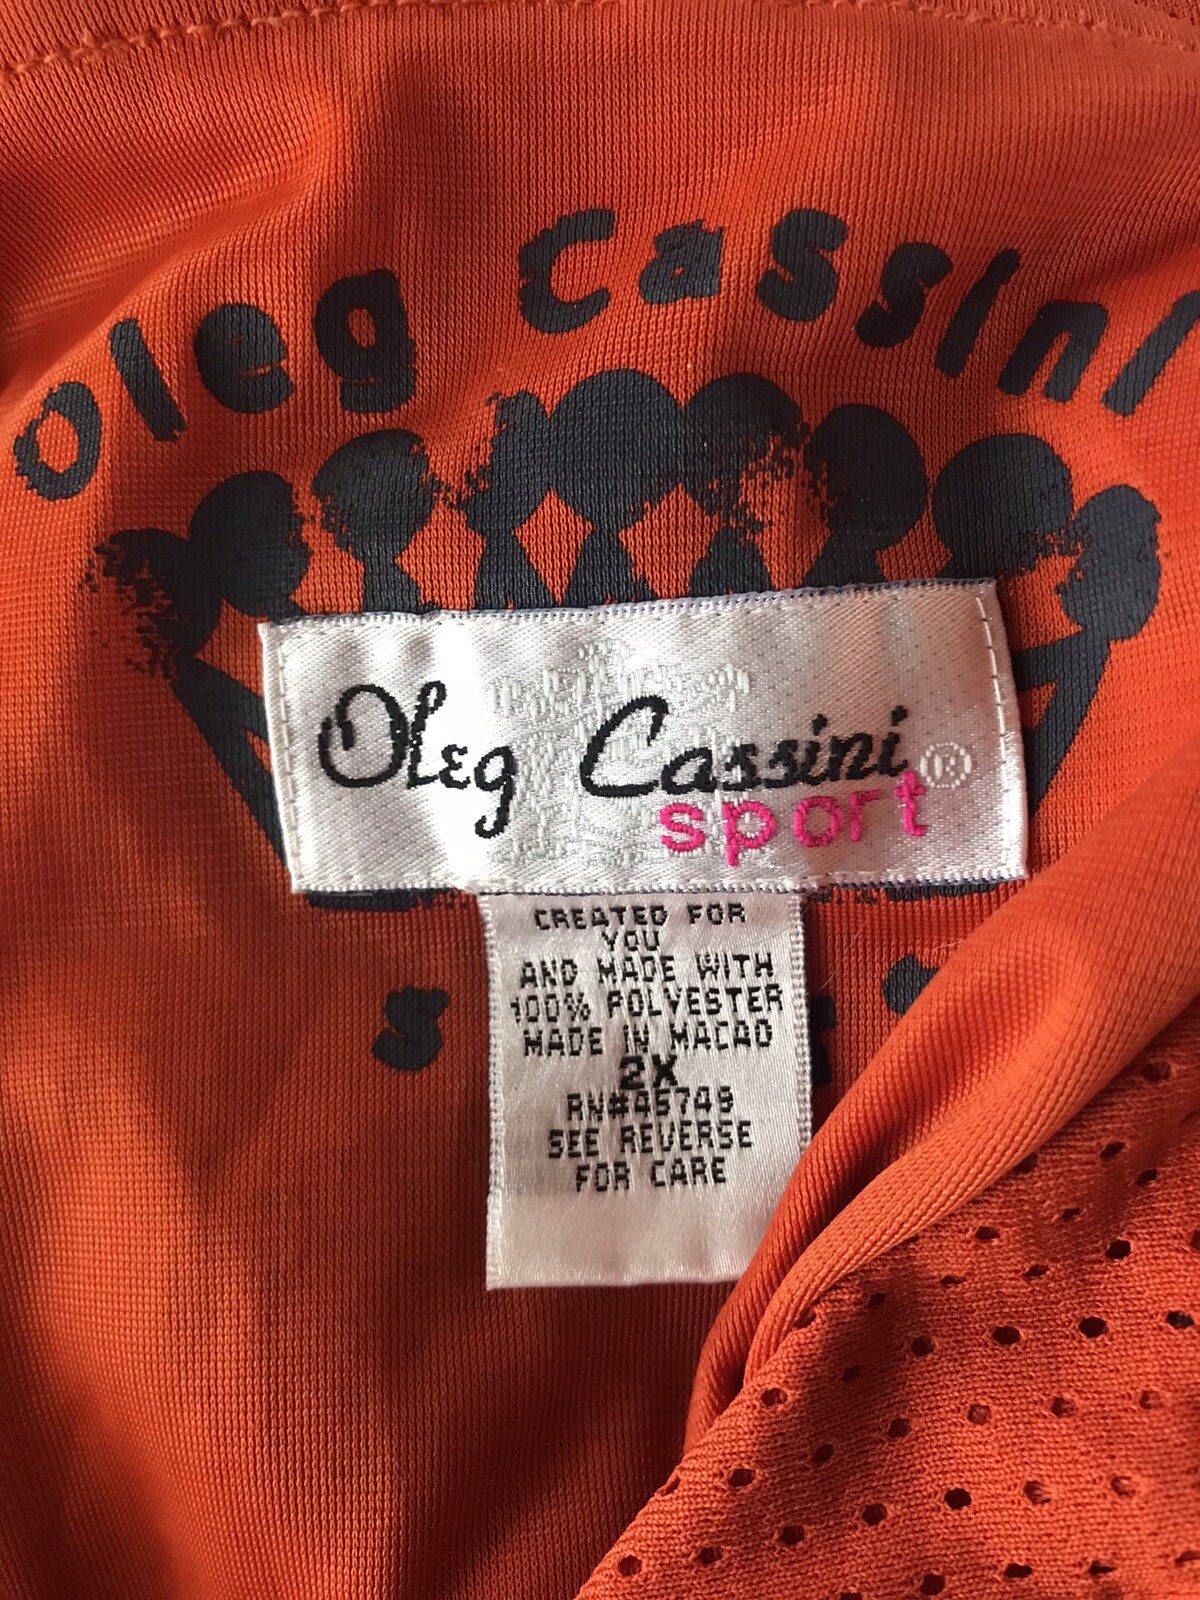 Oleg Cassini
Oleg Cassini®
sport
CREATED FOR
YOU
AND MADE WITH
100% POLYESTER
MADE IN MACAO
2X
RN#45749
SEE REVERSE
FOR CARE